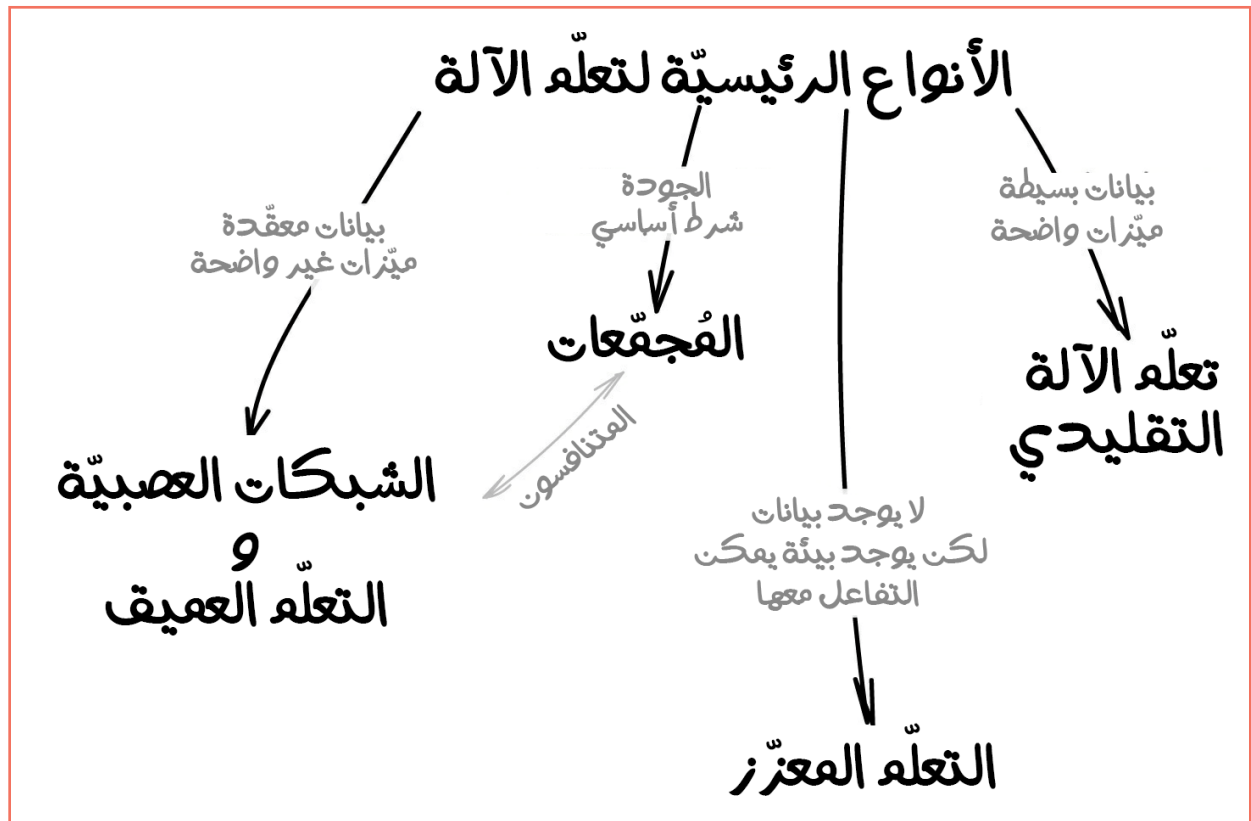 الأنواع الرئيسيّة لتعلّم الآلة
بيانات بسيطة
ميّزات واضحة
تعلّم الآلة
التقليدي
لا يوجد بيانات
لكن يوجد بيئة يمكن
التفاعل معها
التعلّم المعزّز
الجودة
شرط أساسي
المُجمّعات
المتنافسون
بيانات معقّدة
ميّزات غير واضحة
الشبكات العصبيّة
و
التعلّم العميق